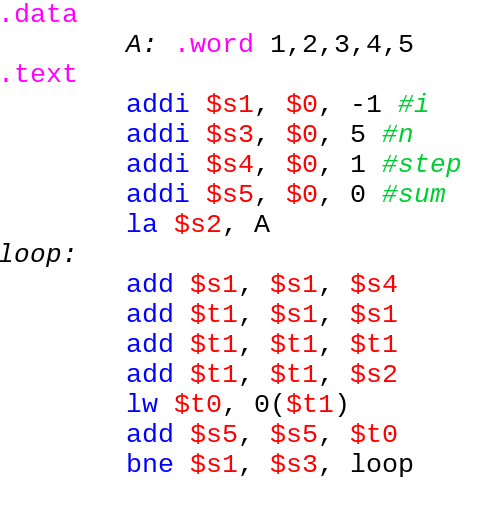 .data
A: .word 1,2,3,4,5
.text
addi $s1, $0, -1 #i
addi $s3, $0, 5 #n
addi $s4, $0, 1 #step
addi $s5, $0, 0 #sum
la $s2, A
loop:
add $s1, $s1, $s4
add $t1, $s1, $s1
add $t1, $t1, $t1
add $t1, $t1, $s2
lw $t0, 0($t1)
add $s5, $s5, $t0
bne $s1, $s3, loop